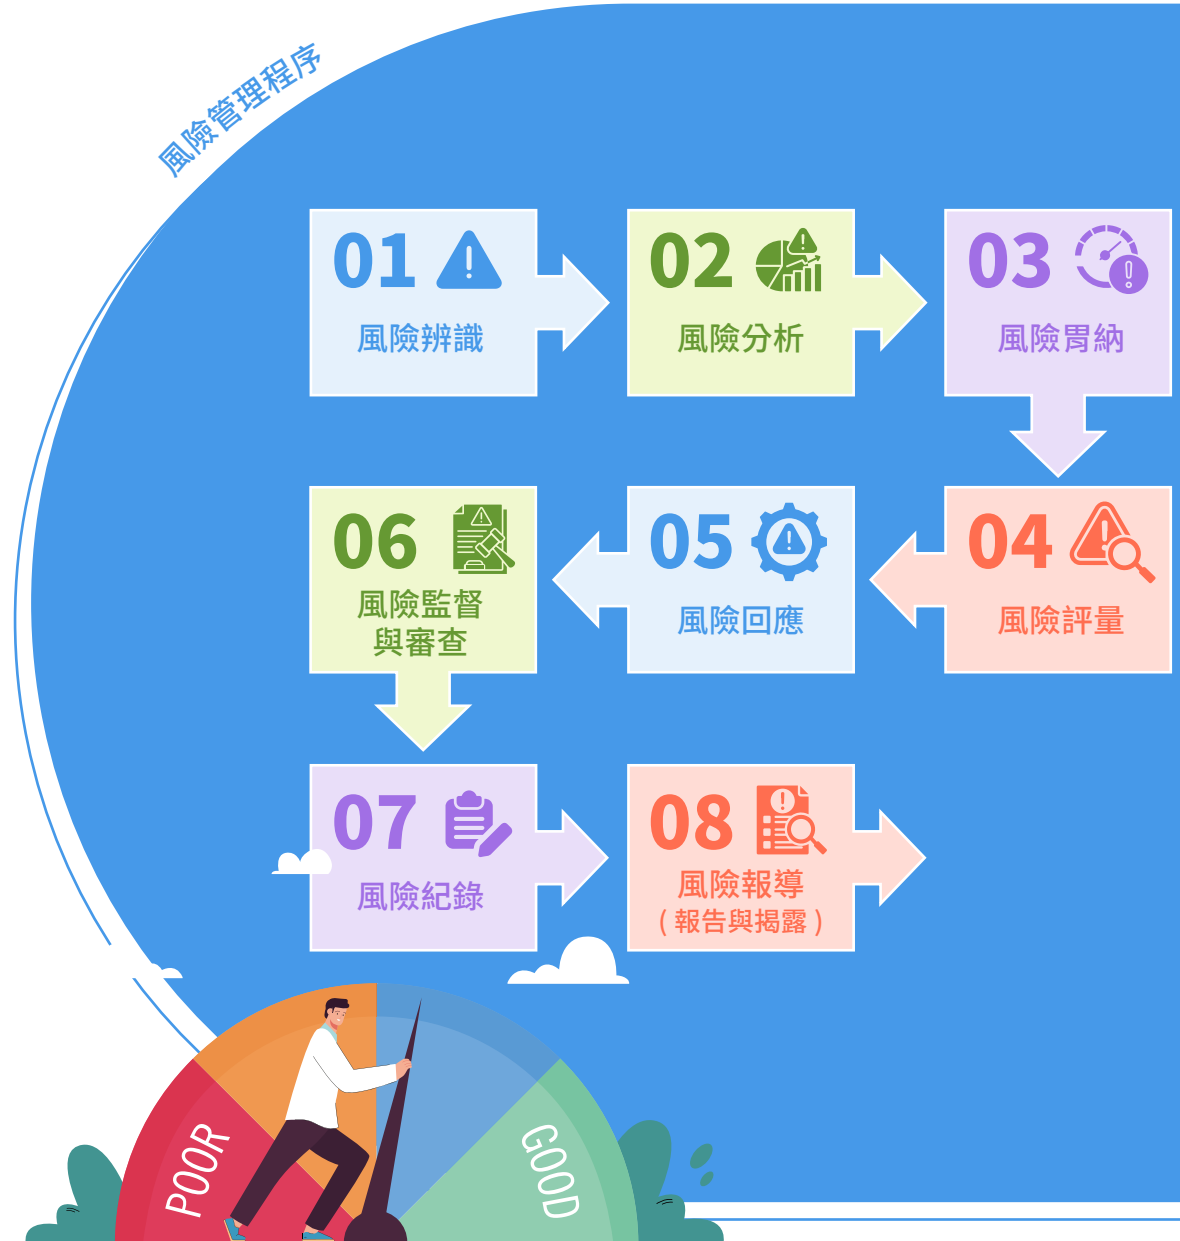 風險管理程序
01
風險辨識
02
風險分析
03
風險胃納
04
風險評量
05
風險回應
06
風險監督
與審查
07
風險紀錄
08
風險報導
( 報告與揭露 )
POOR
GOOD